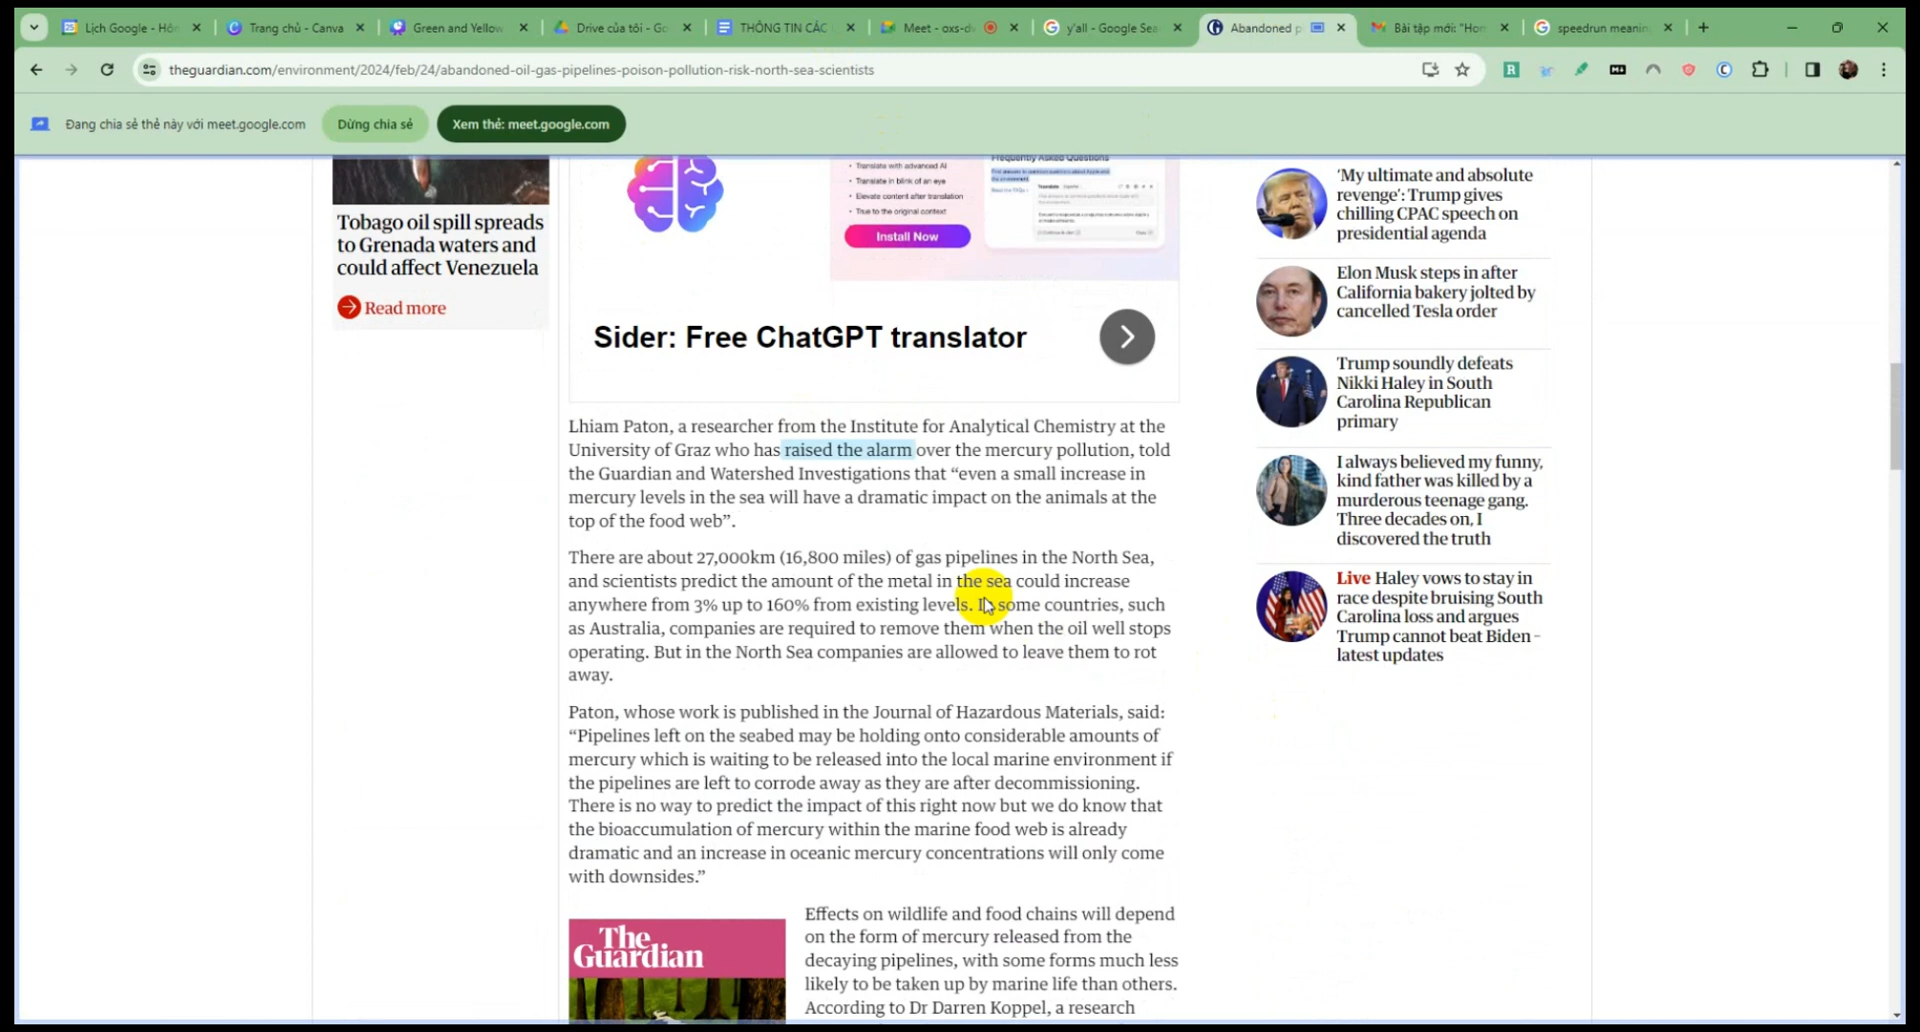 Lịch Google - Hôn
Trang chủ - Canva
Green and Yellow
Drive của tôi - Go
THÔNG TIN CÁC
Meet - oxs-dv
y'all - Google Sea
Abandoned p
Bài tập mới: "Hom
speedrun meanin
theguardian.com/environment/2024/feb/24/abandoned-oil-gas-pipelines-poison-pollution-risk-north-sea-scientists
Đang chia sẻ thẻ này với meet.google.com
Dừng chia sẻ
Xem thẻ: meet.google.com
Tobago oil spill spreads
to Grenada waters and
could affect Venezuela
Read more
• Translate with advanced AI
• Translate in blink of an eye
• Elevate content after translation
• True to the original context
Install Now
Frequently Asked Questions
Sider: Free ChatGPT translator
Lhiam Paton, a researcher from the Institute for Analytical Chemistry at the
University of Graz who has raised the alarm over the mercury pollution, told
the Guardian and Watershed Investigations that “even a small increase in
mercury levels in the sea will have a dramatic impact on the animals at the
top of the food web”.
There are about 27,000km (16,800 miles) of gas pipelines in the North Sea,
and scientists predict the amount of the metal in the sea could increase
anywhere from 3% up to 160% from existing levels. In some countries, such
as Australia, companies are required to remove them when the oil well stops
operating. But in the North Sea companies are allowed to leave them to rot
away.
Paton, whose work is published in the Journal of Hazardous Materials, said:
“Pipelines left on the seabed may be holding onto considerable amounts of
mercury which is waiting to be released into the local marine environment if
the pipelines are left to corrode away as they are after decommissioning.
There is no way to predict the impact of this right now but we do know that
the bioaccumulation of mercury within the marine food web is already
dramatic and an increase in oceanic mercury concentrations will only come
with downsides.”
The
Guardian
Effects on wildlife and food chains will depend
on the form of mercury released from the
decaying pipelines, with some forms much less
likely to be taken up by marine life than others.
According to Dr Darren Koppel, a research
‘My ultimate and absolute
revenge’: Trump gives
chilling CPAC speech on
presidential agenda
Elon Musk steps in after
California bakery jolted by
cancelled Tesla order
Trump soundly defeats
Nikki Haley in South
Carolina Republican
primary
I always believed my funny,
kind father was killed by a
murderous teenage gang.
Three decades on, I
discovered the truth
Live Haley vows to stay in
race despite bruising South
Carolina loss and argues
Trump cannot beat Biden –
latest updates